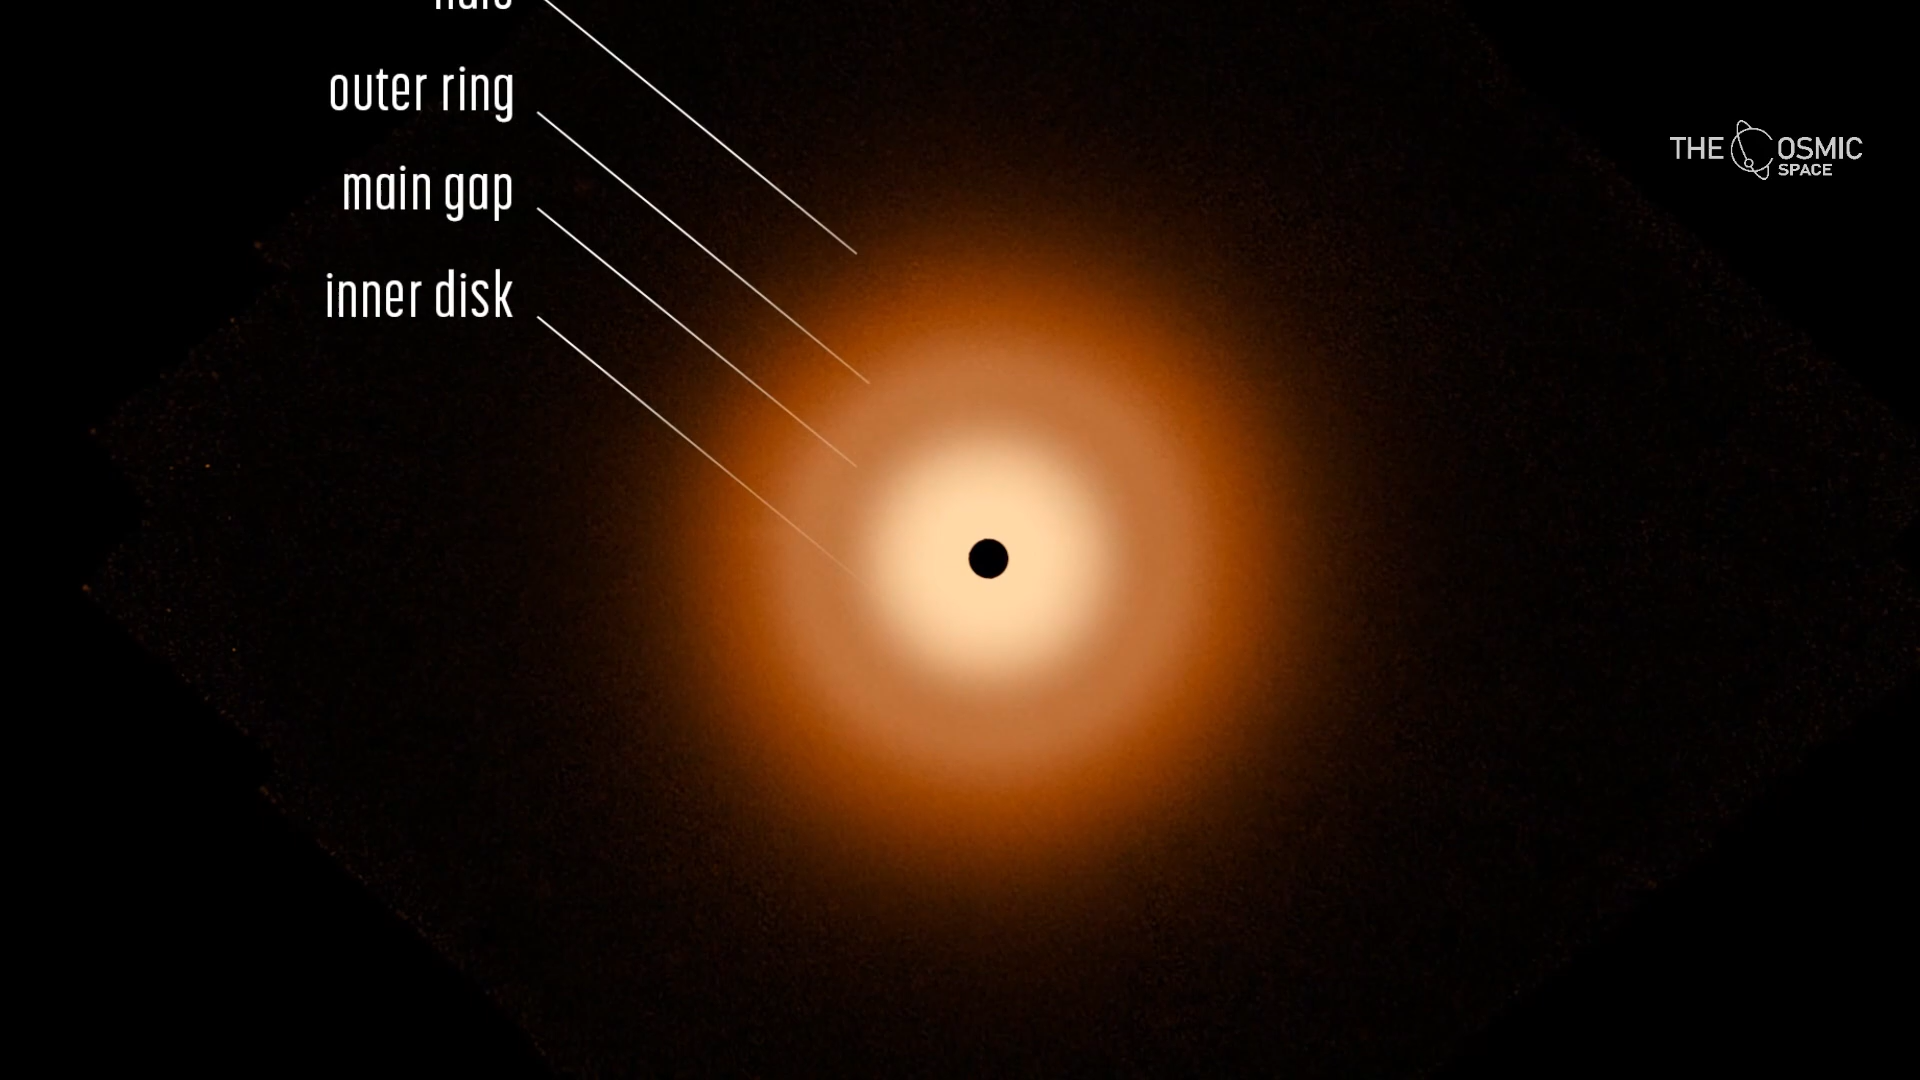 outer ring
main gap
inner disk
THE COSMIC
SPACE